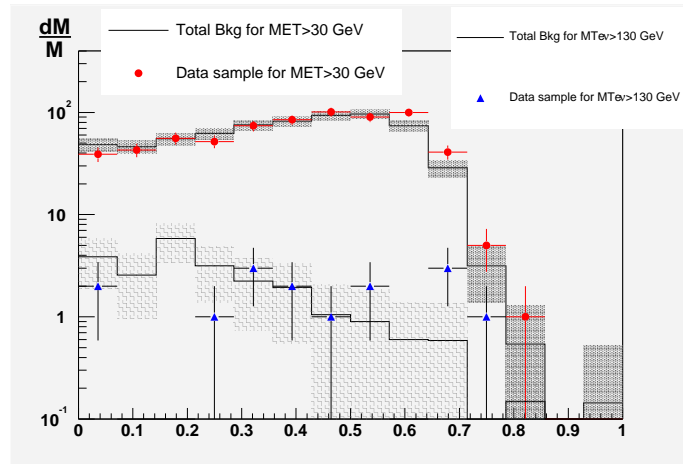 dM
M
Total Bkg for MET>30 GeV
Data sample for MET>30 GeV
Total Bkg for MTeν>130 GeV
Data sample for MTeν>130 GeV
10²
10
1
10⁻¹
0 0.1 0.2 0.3 0.4 0.5 0.6 0.7 0.8 0.9 1